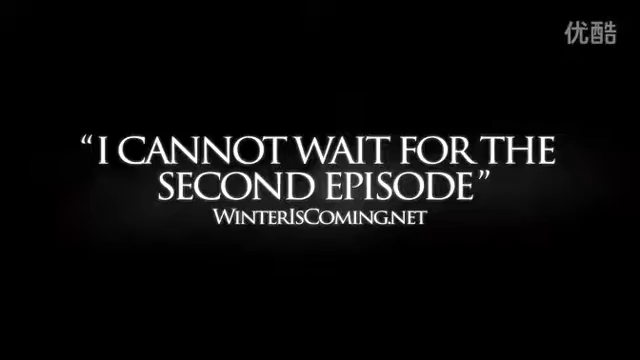 优酷
“I CANNOT WAIT FOR THE
SECOND EPISODE”
WINTERISCOMING.NET